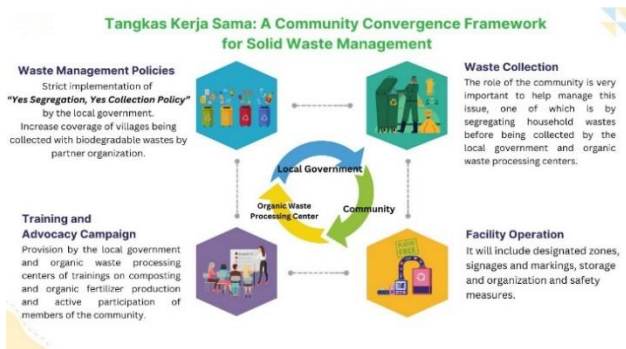 Tangkas Kerja Sama: A Community Convergence Framework
for Solid Waste Management
Waste Management Policies
Strict implementation of
“Yes Segregation, Yes Collection Policy”
by the local government.
Increase coverage of villages being
collected with biodegradable wastes by
partner organization.
Waste Collection
The role of the community is very
important to help manage this
issue, one of which is by
segregating household wastes
before being collected by the
local government and organic
waste processing centers.
Local Government
Organic Waste
Processing Center
Community
Training and
Advocacy Campaign
Provision by the local government
and organic waste processing
centers of trainings on composting
and organic fertilizer production
and active participation of
members of the community.
Facility Operation
It will include designated zones,
signages and markings, storage
and organization and safety
measures.